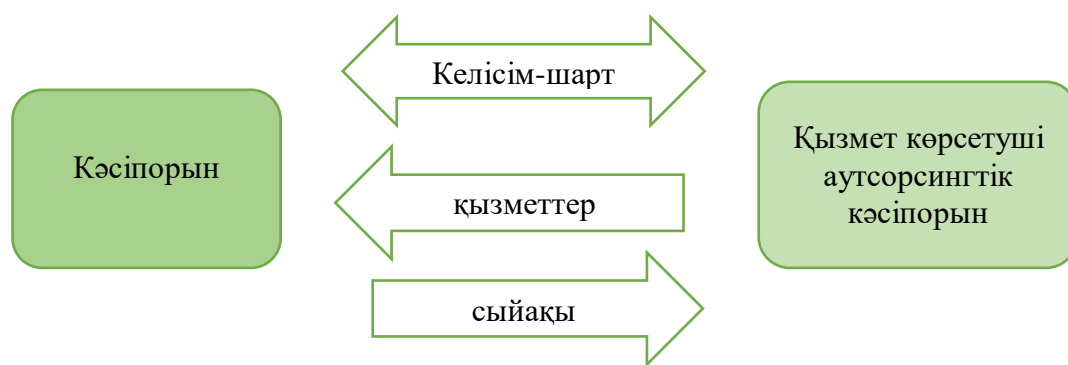 Келісім-шарт
Кәсіпорын
Қызмет көрсетуші
аутсорсингтік
кәсіпорын
қызметтер
сыйақы